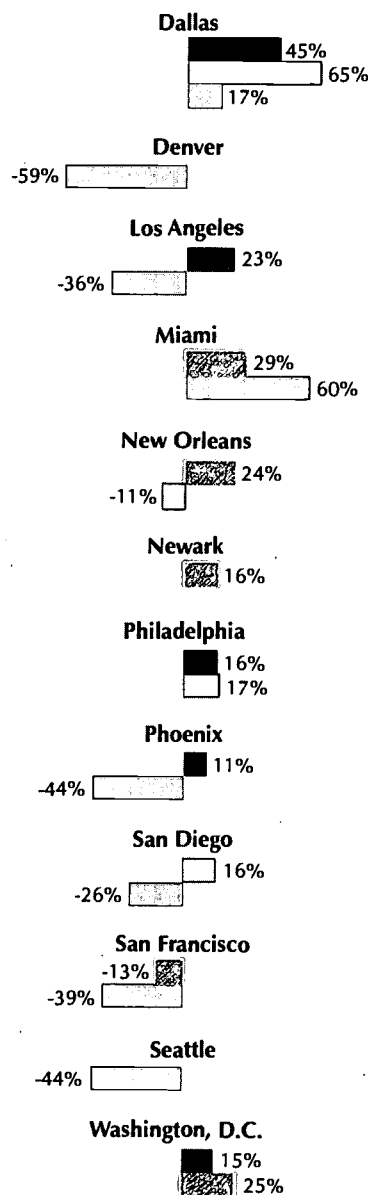 Dallas
45%
65%
17%
Denver
-59%
Los Angeles
23%
-36%
Miami
29%
60%
New Orleans
24%
-11%
Newark
16%
Philadelphia
16%
17%
Phoenix
11%
-44%
San Diego
16%
-26%
San Francisco
-13%
-39%
Seattle
-44%
Washington, D.C.
15%
25%